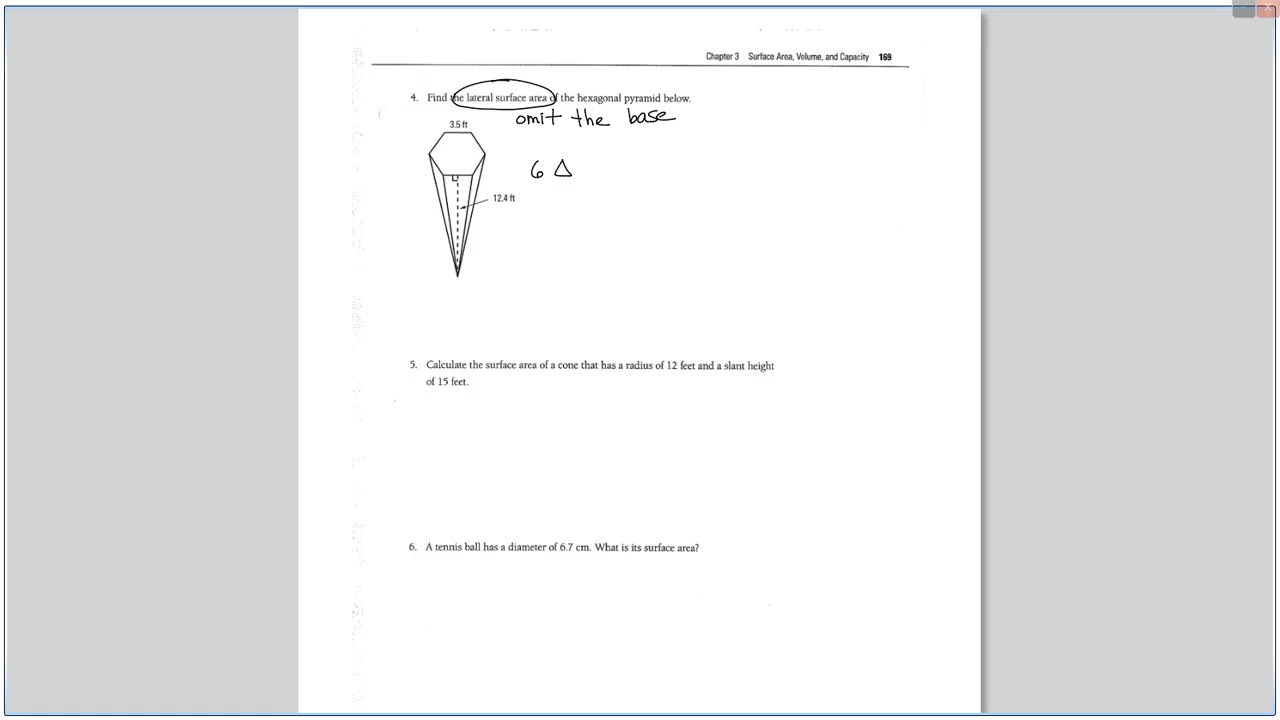 Chapter 3 Surface Area, Volume, and Capacity 169
4. Find the lateral surface area of the hexagonal pyramid below.
omit the base
3.5 ft
6 △
12.4 ft
5. Calculate the surface area of a cone that has a radius of 12 feet and a slant height
of 15 feet.
6. A tennis ball has a diameter of 6.7 cm. What is its surface area?